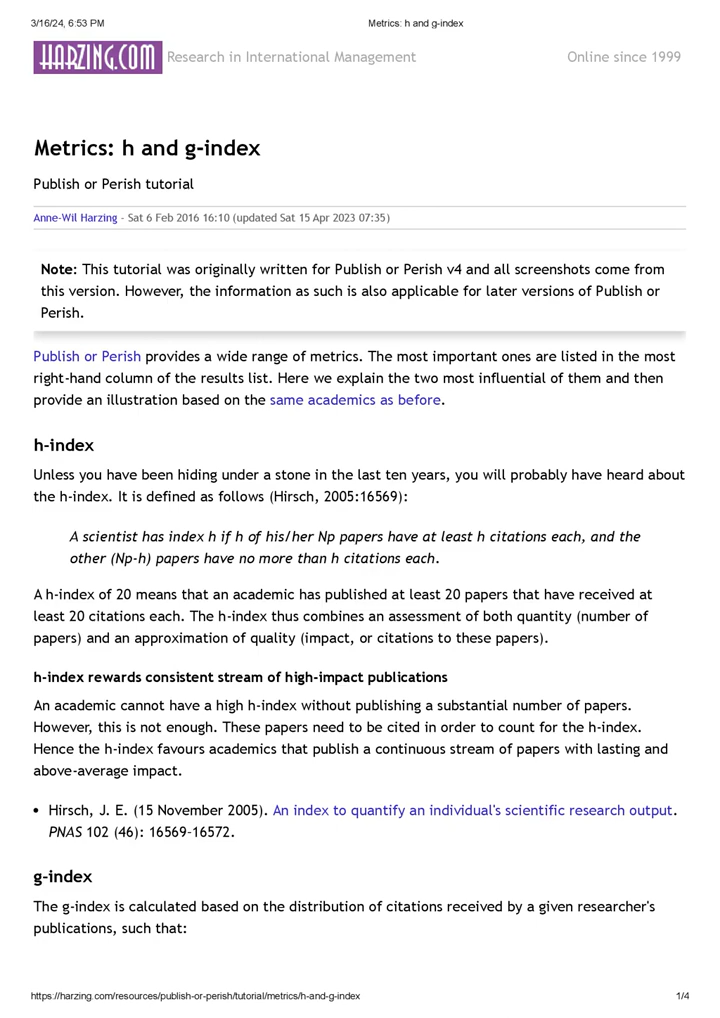 3/16/24, 6:53 PM Metrics: h and g-index
HARZING.COM Research in International Management Online since 1999
Metrics: h and g-index
Publish or Perish tutorial
Anne-Wil Harzing - Sat 6 Feb 2016 16:10 (updated Sat 15 Apr 2023 07:35)
Note: This tutorial was originally written for Publish or Perish v4 and all screenshots come from
this version. However, the information as such is also applicable for later versions of Publish or
Perish.
Publish or Perish provides a wide range of metrics. The most important ones are listed in the most
right-hand column of the results list. Here we explain the two most influential of them and then
provide an illustration based on the same academics as before.
h-index
Unless you have been hiding under a stone in the last ten years, you will probably have heard about
the h-index. It is defined as follows (Hirsch, 2005:16569):
A scientist has index h if h of his/her Np papers have at least h citations each, and the
other (Np-h) papers have no more than h citations each.
A h-index of 20 means that an academic has published at least 20 papers that have received at
least 20 citations each. The h-index thus combines an assessment of both quantity (number of
papers) and an approximation of quality (impact, or citations to these papers).
h-index rewards consistent stream of high-impact publications
An academic cannot have a high h-index without publishing a substantial number of papers.
However, this is not enough. These papers need to be cited in order to count for the h-index.
Hence the h-index favours academics that publish a continuous stream of papers with lasting and
above-average impact.
• Hirsch, J. E. (15 November 2005). An index to quantify an individual's scientific research output.
PNAS 102 (46): 16569-16572.
g-index
The g-index is calculated based on the distribution of citations received by a given researcher's
publications, such that:
https://harzing.com/resources/publish-or-perish/tutorial/metrics/h-and-g-index 1/4